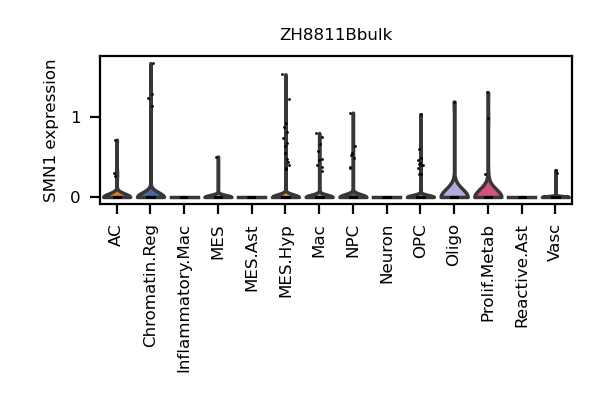 ZH8811Bbulk
SMN1 expression
1
0
AC
Chromatin.Reg
Inflammatory.Mac
MES
MES.Ast
MES.Hyp
Mac
NPC
Neuron
OPC
Oligo
Prolif.Metab
Reactive.Ast
Vasc